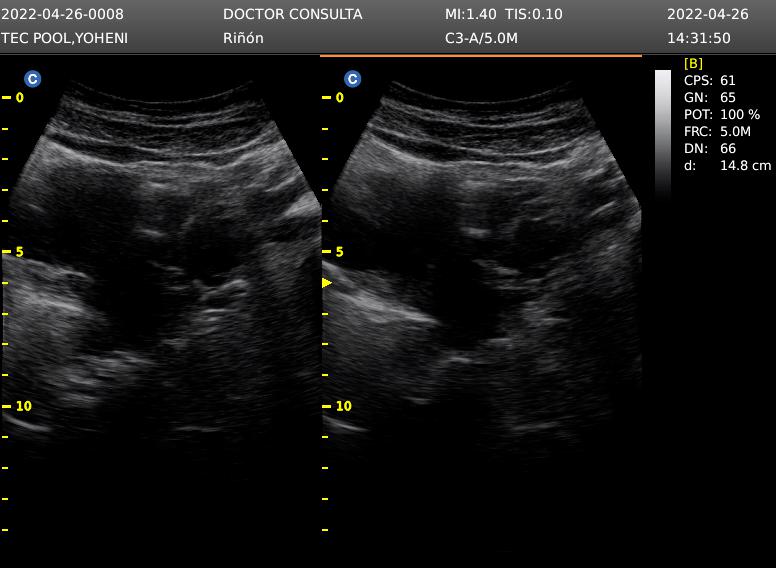 2022-04-26-0008 DOCTOR CONSULTA MI:1.40 TIS:0.10 2022-04-26
TEC POOL,YOHENI Riñón C3-A/5.0M 14:31:50
[B]
CPS: 61
GN: 65
POT: 100 %
FRC: 5.0M
DN: 66
d: 14.8 cm
C C
0 0
5 5
10 10